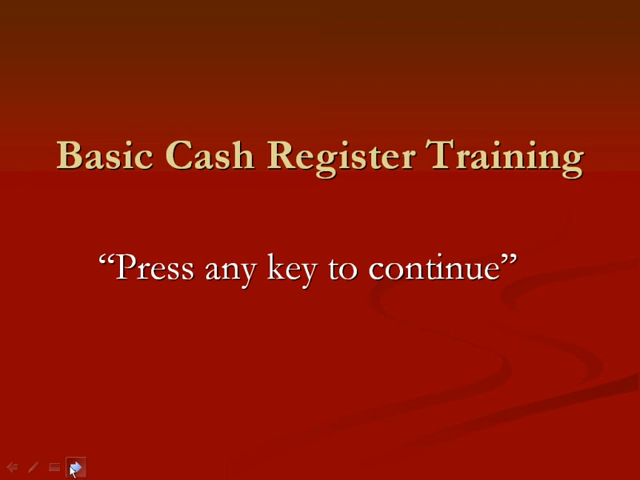 Basic Cash Register Training
“Press any key to continue”